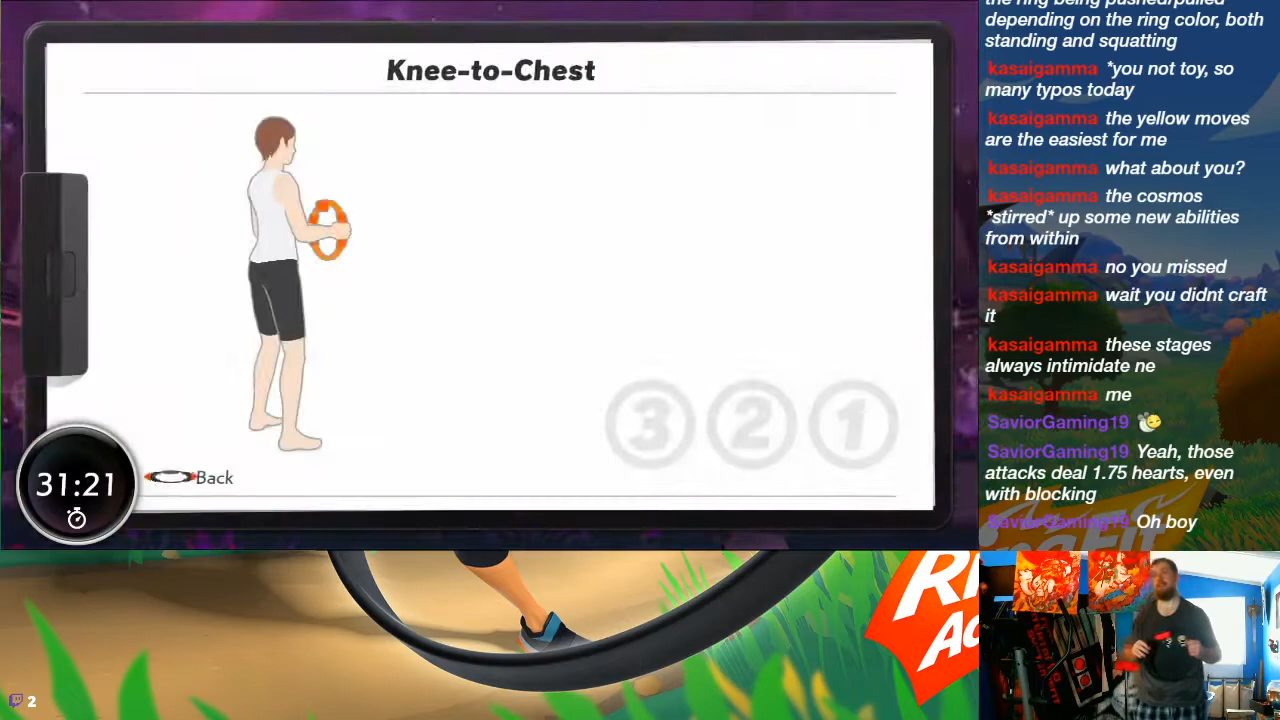 Knee-to-Chest
3 2 1
Back
31:21
2
the ring being pushed/pulled
depending on the ring color, both
standing and squatting
kasaigamma *you not toy, so
many typos today
kasaigamma the yellow moves
are the easiest for me
kasaigamma what about you?
kasaigamma the cosmos
*stirred* up some new abilities
from within
kasaigamma no you missed
kasaigamma wait you didnt craft
it
kasaigamma these stages
always intimidate ne
kasaigamma me
SaviorGaming19
SaviorGaming19 Yeah, those
attacks deal 1.75 hearts, even
with blocking
SaviorGaming19 Oh boy